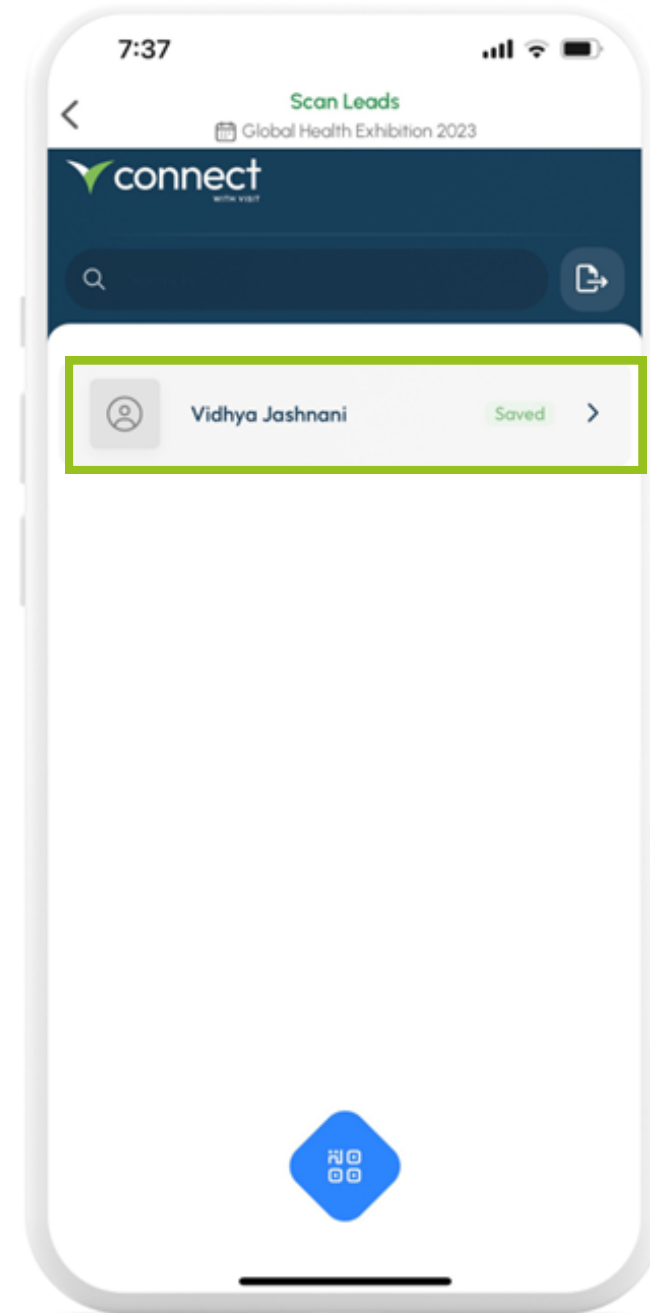 7:37
Scan Leads
Global Health Exhibition 2023
connect
WITH VISIT
Vidhya Jashnani
Saved